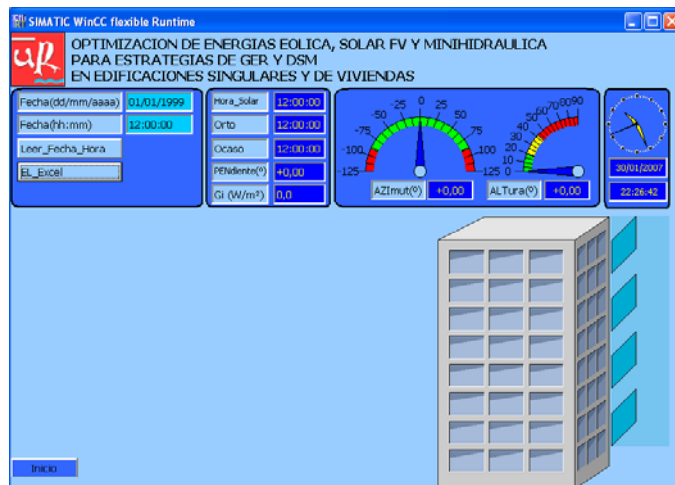 SIMATIC WinCC flexible Runtime
UR
OPTIMIZACION DE ENERGIAS EOLICA, SOLAR FV Y MINIHIDRAULICA
PARA ESTRATEGIAS DE GER Y DSM
EN EDIFICACIONES SINGULARES Y DE VIVIENDAS
Fecha(dd/mm/aaaa) 01/01/1999
Fecha(hh:mm) 12:00:00
Leer_Fecha_Hora
EL_Excel
Hora_Solar 12:00:00
Orto 12:00:00
Ocaso 12:00:00
PENdiente(º) +0,00
Gi (W/m²) 0,0
-125 -100 -75 -50 -25 0 25 50 75 100 125
AZImut(º) +0,00
0 10 20 30 40 50 60 70 80 90
ALTura(º) +0,00
30/01/2007
22:26:42
Inicio